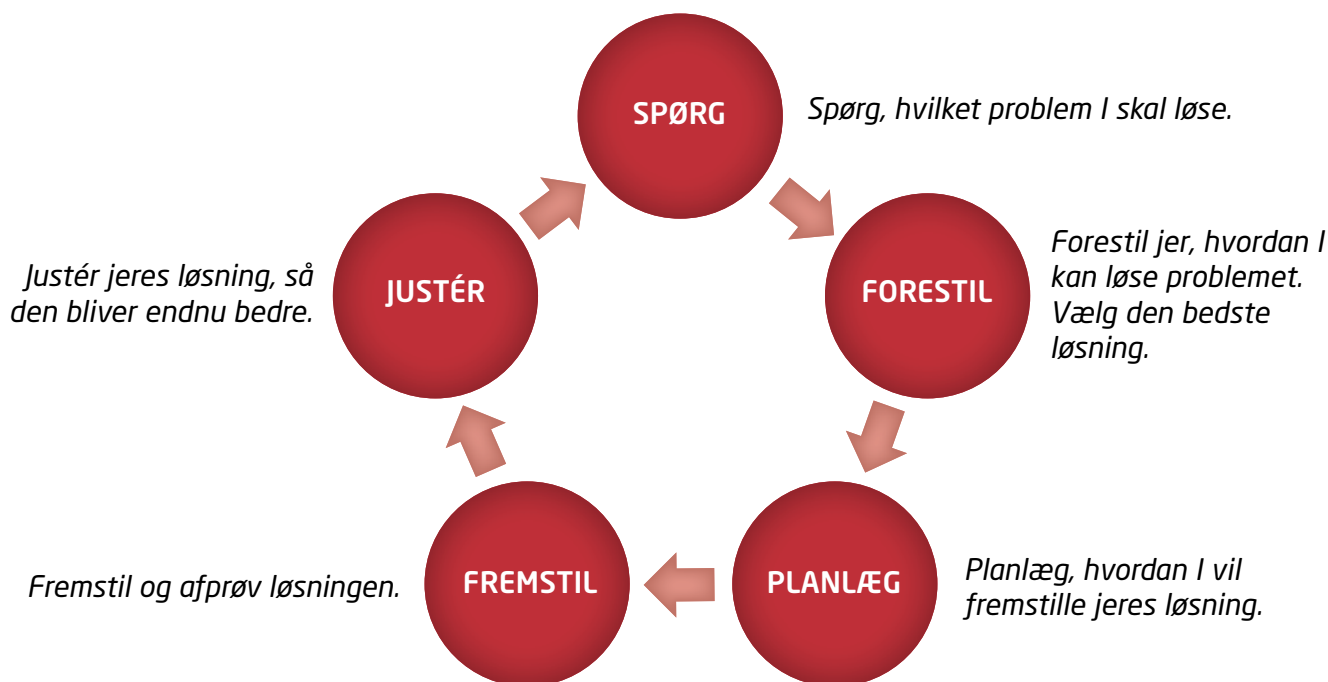 SPØRG
Spørg, hvilket problem I skal løse.
FORESTIL
Forestil jer, hvordan I
kan løse problemet.
Vælg den bedste
løsning.
PLANLÆG
Planlæg, hvordan I vil
fremstille jeres løsning.
FREMSTIL
Fremstil og afprøv løsningen.
JUSTÉR
Justér jeres løsning, så
den bliver endnu bedre.